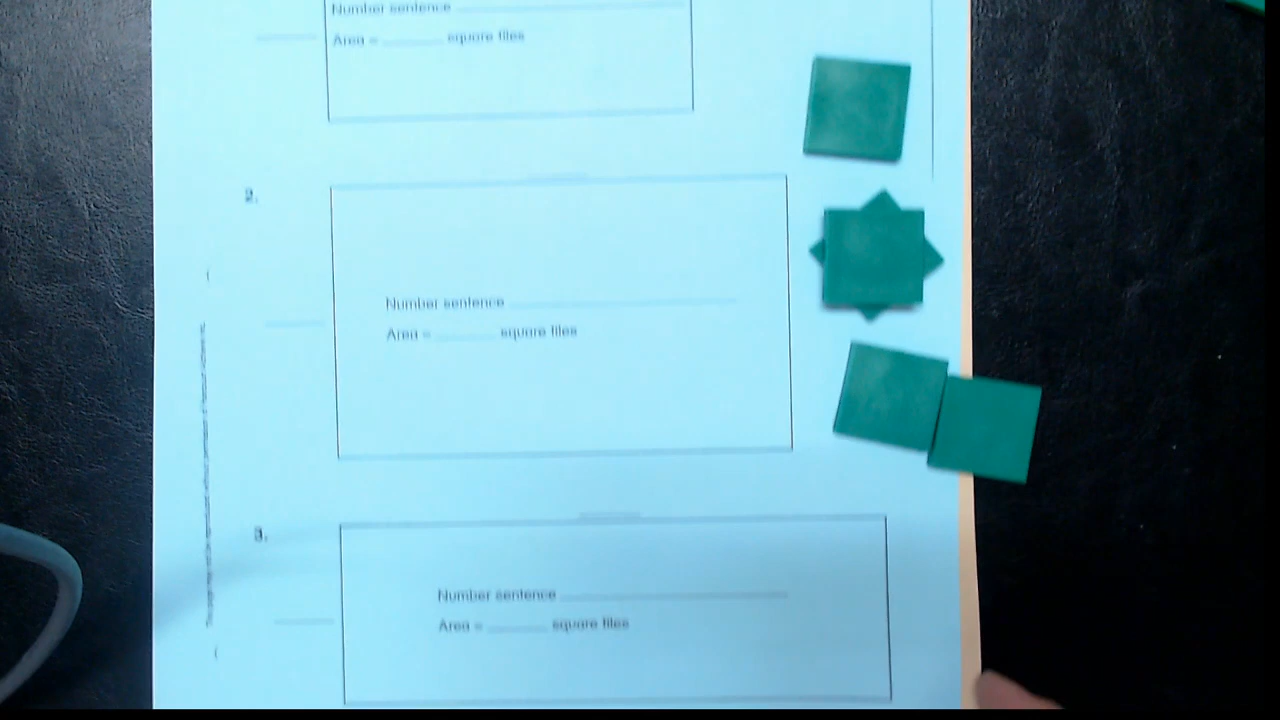 Number sentence
Area = square tiles
2.
Number sentence
Area = square tiles
3.
Number sentence
Area = square tiles